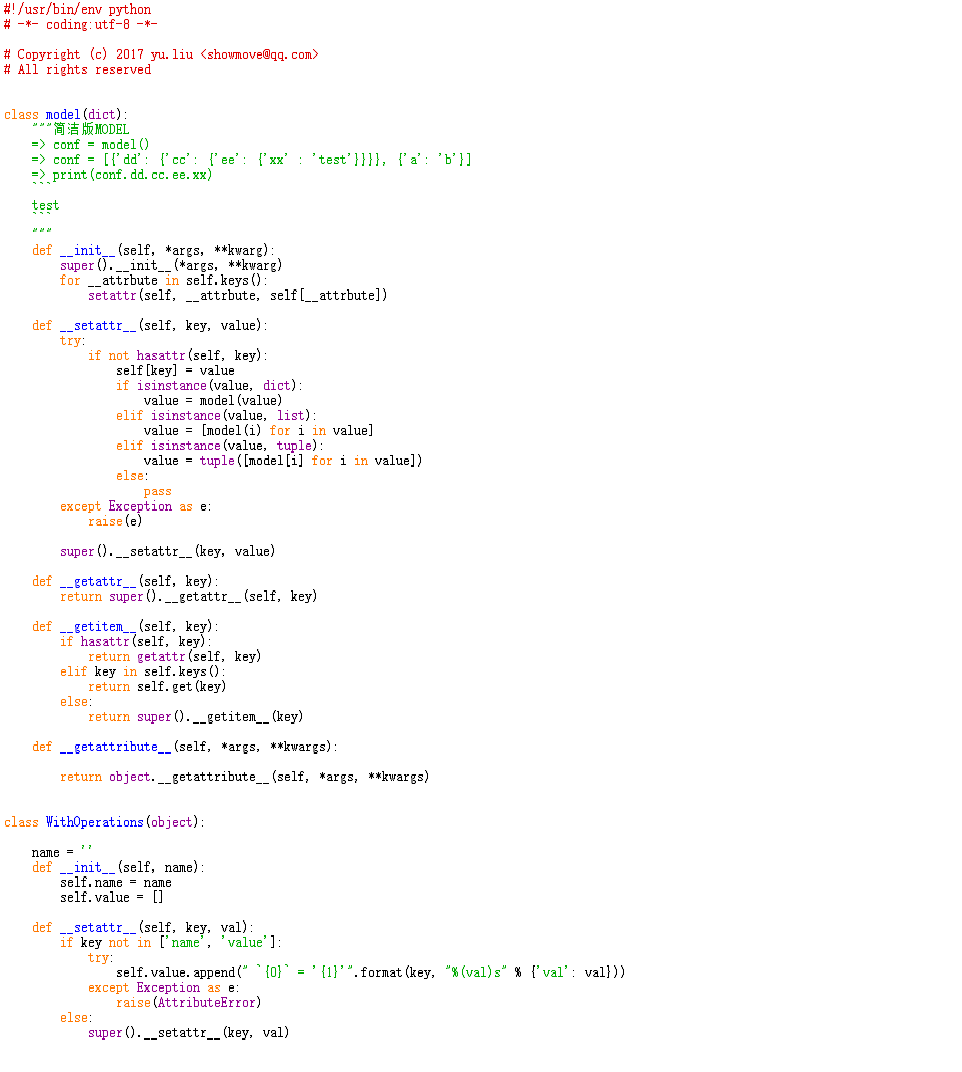 #!/usr/bin/env python
# -*- coding:utf-8 -*-

# Copyright (c) 2017 yu.liu <showmove@qq.com>
# All rights reserved


class model(dict):
    """简洁版MODEL
    => conf = model()
    => conf = [{'dd': {'cc': {'ee': {'xx' : 'test'}}}}, {'a': 'b'}]
    => print(conf.dd.cc.ee.xx)
    ```
    test
    ```
    """
    def __init__(self, *args, **kwarg):
        super().__init__(*args, **kwarg)
        for __attrbute in self.keys():
            setattr(self, __attrbute, self[__attrbute])

    def __setattr__(self, key, value):
        try:
            if not hasattr(self, key):
                self[key] = value
                if isinstance(value, dict):
                    value = model(value)
                elif isinstance(value, list):
                    value = [model(i) for i in value]
                elif isinstance(value, tuple):
                    value = tuple([model[i] for i in value])
                else:
                    pass
        except Exception as e:
            raise(e)

        super().__setattr__(key, value)

    def __getattr__(self, key):
        return super().__getattr__(self, key)

    def __getitem__(self, key):
        if hasattr(self, key):
            return getattr(self, key)
        elif key in self.keys():
            return self.get(key)
        else:
            return super().__getitem__(key)

    def __getattribute__(self, *args, **kwargs):

        return object.__getattribute__(self, *args, **kwargs)


class WithOperations(object):

    name = ''
    def __init__(self, name):
        self.name = name
        self.value = []

    def __setattr__(self, key, val):
        if key not in ['name', 'value']:
            try:
                self.value.append(" `{0}` = '{1}'".format(key, "%(val)s" % {'val': val}))
            except Exception as e:
                raise(AttributeError)
        else:
            super().__setattr__(key, val)